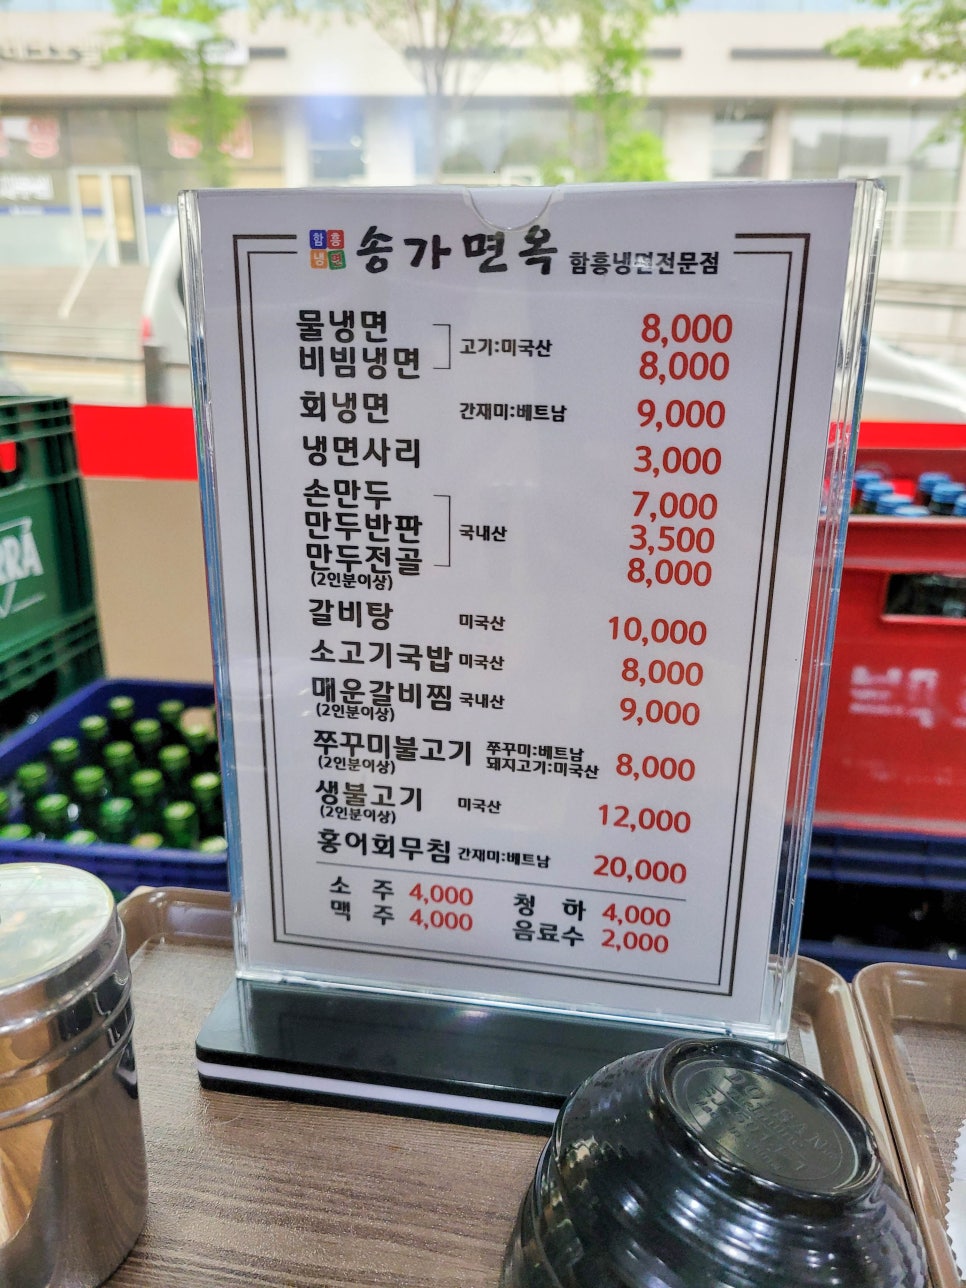 함흥냉면 송가면옥 함흥냉면전문점
물냉면 8,000
고기:미국산
비빔냉면 8,000
회냉면 간재미:베트남 9,000
냉면사리 3,000
손만두 7,000
만두반판 국내산 3,500
만두전골 8,000
(2인분이상)
갈비탕 미국산 10,000
소고기국밥 미국산 8,000
매운갈비찜 국내산 9,000
(2인분이상)
쭈꾸미불고기 쭈꾸미:베트남 8,000
(2인분이상) 돼지고기:미국산
생불고기 미국산 12,000
(2인분이상)
홍어회무침 간재미:베트남 20,000
소 주 4,000 청 하 4,000
맥 주 4,000 음료수 2,000